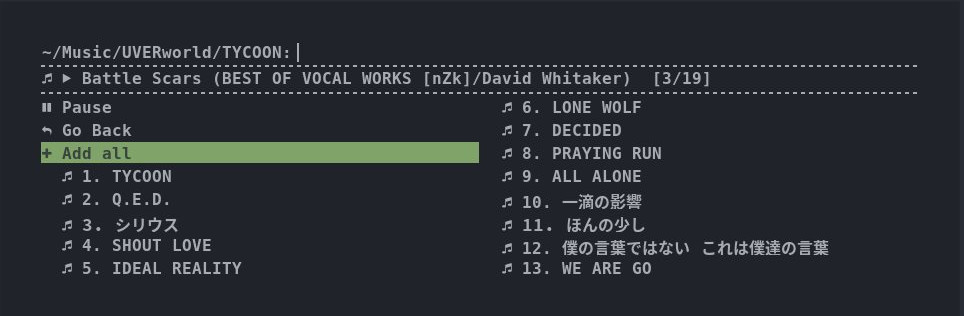 ~/Music/UVERworld/TYCOON:
♫ ▶ Battle Scars (BEST OF VOCAL WORKS [nZk]/David Whitaker) [3/19]
Pause
Go Back
+ Add all
♫ 1. TYCOON
♫ 2. Q.E.D.
♫ 3. シリウス
♫ 4. SHOUT LOVE
♫ 5. IDEAL REALITY
♫ 6. LONE WOLF
♫ 7. DECIDED
♫ 8. PRAYING RUN
♫ 9. ALL ALONE
♫ 10. 一滴の影響
♫ 11. ほんの少し
♫ 12. 僕の言葉ではない これは僕達の言葉
♫ 13. WE ARE GO